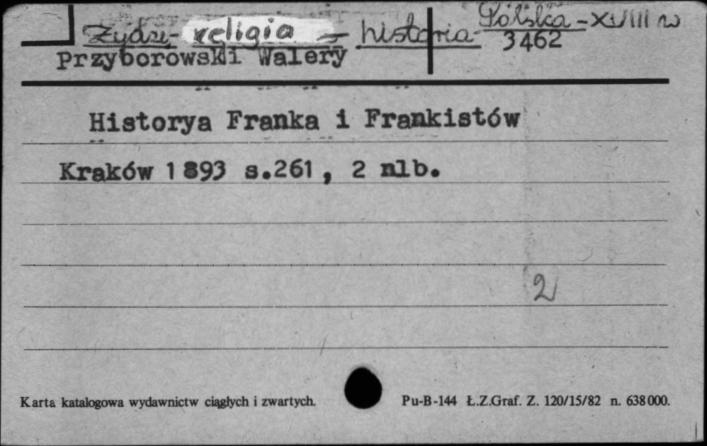 Żydzi - religia - historia - Polska - XVIII w
3462
Przyborowski Walery
Historya Franka i Frankistów
Kraków 1893 s.261, 2 nlb.
2
Karta katalogowa wydawnictw ciągłych i zwartych. Pu-B-144 Ł.Z.Graf. Z. 120/15/82 n. 638000.